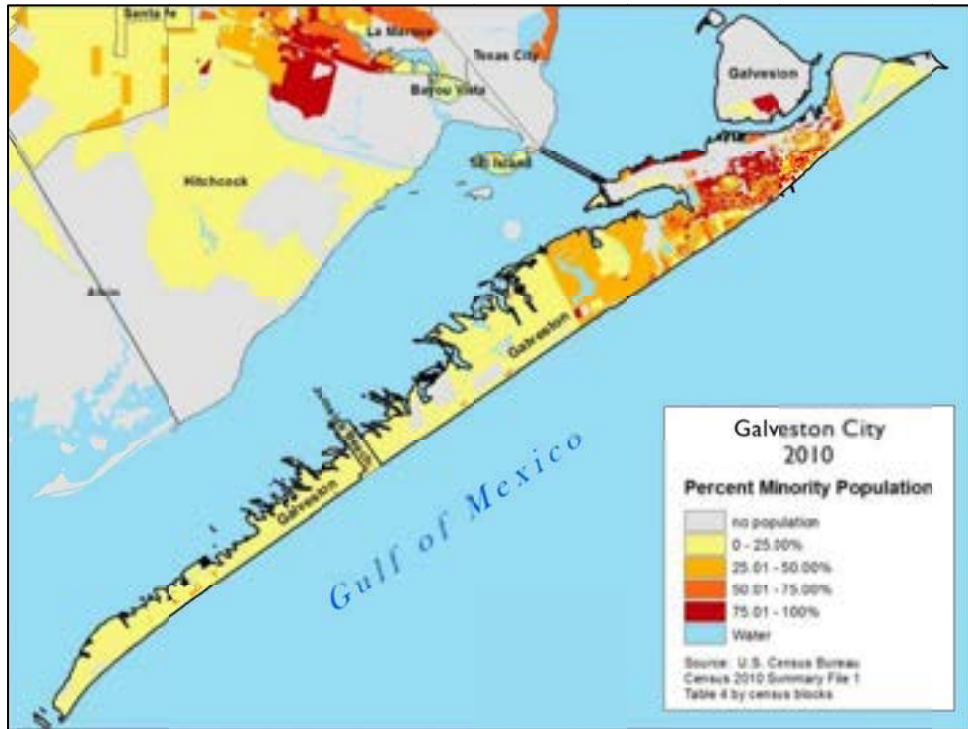 Santa Fe
La Marque
Texas City
Bayou Vista
Galveston
Tiki Island
Hitchcock
Alvin
Galveston
Galveston
Gulf of Mexico
Galveston City
2010
Percent Minority Population
no population
0 - 25.00%
25.01 - 50.00%
50.01 - 75.00%
75.01 - 100%
Water
Source: U.S. Census Bureau
Census 2010 Summary File 1
Table 4 by census blocks